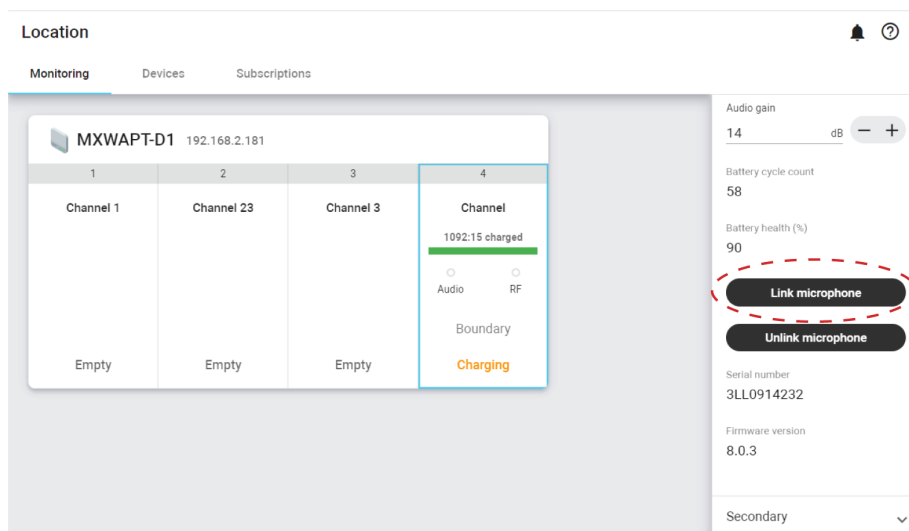 Location
Monitoring Devices Subscriptions
MXWAPT-D1 192.168.2.181
1 2 3 4
Channel 1 Channel 23 Channel 3 Channel
1092:15 charged
Audio RF
Boundary
Empty Empty Empty Charging
Audio gain
14 dB − +
Battery cycle count
58
Battery health (%)
90
Link microphone
Unlink microphone
Serial number
3LL0914232
Firmware version
8.0.3
Secondary